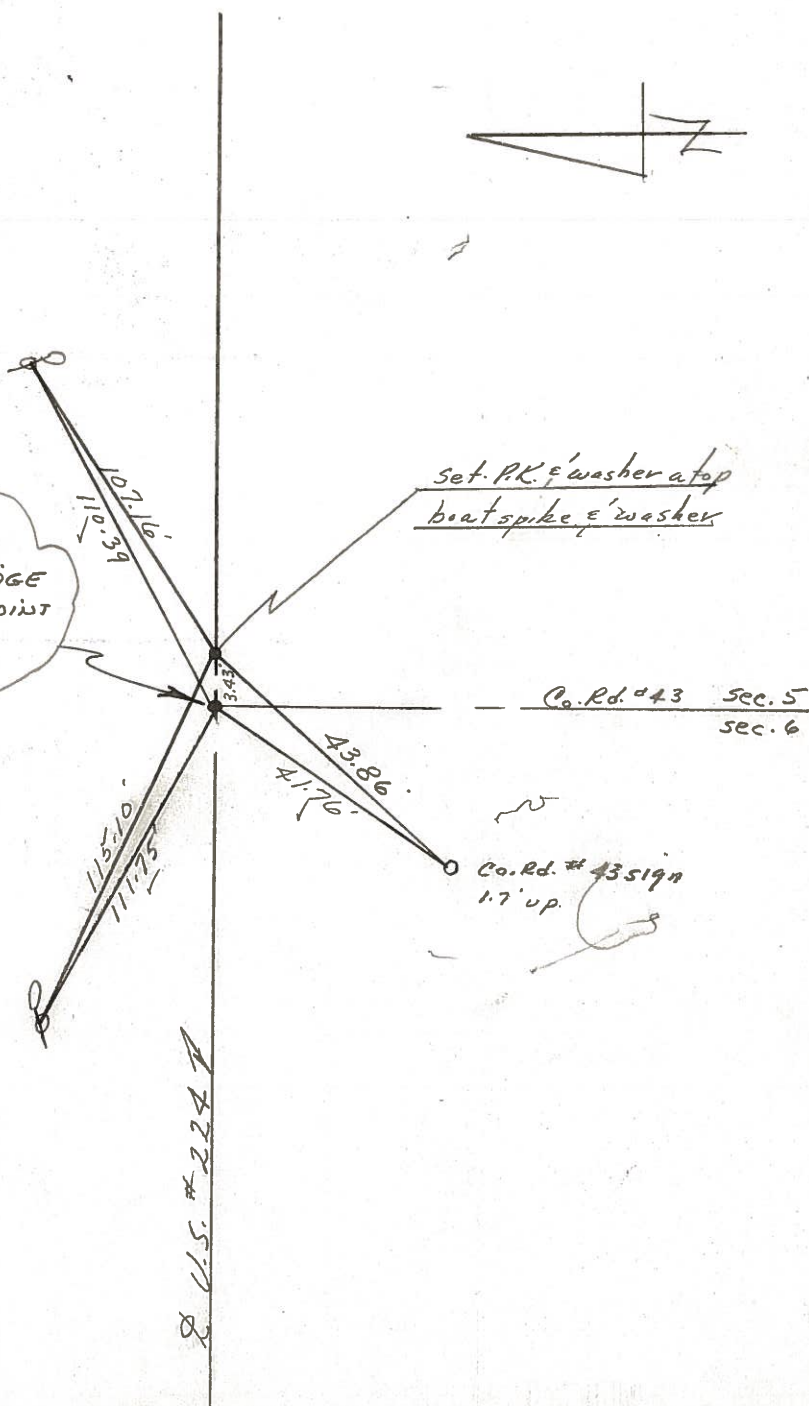 N
107.16'
110.39
set. P.K. & washer atop
boat spike & washer
OINT
3.43'
Co. Rd. #43 Sec. 5
sec. 6
43.86'
41.76'
115.10'
111.75'
Co. Rd. #43 sign
1.7' up.
U.S. #224